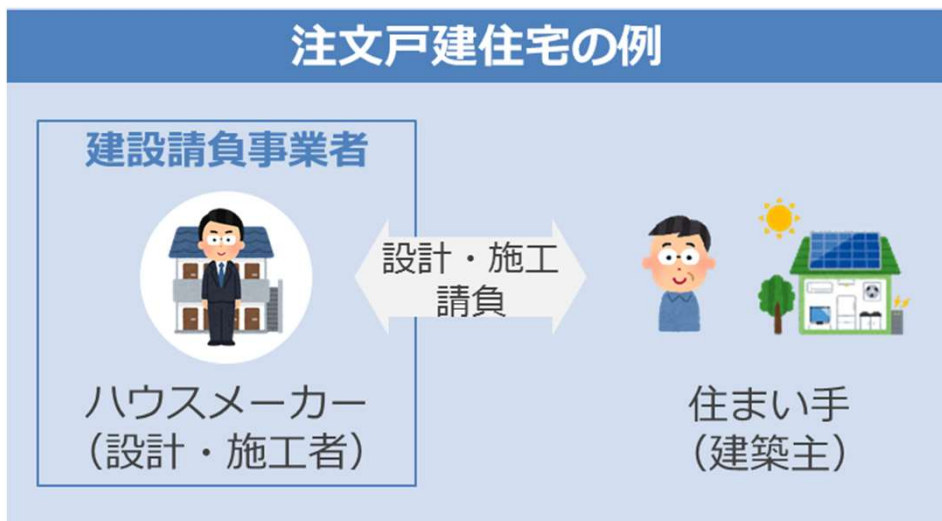 注文戸建住宅の例
建設請負事業者
設計・施工
請負
ハウスメーカー
（設計・施工者）
住まい手
（建築主）